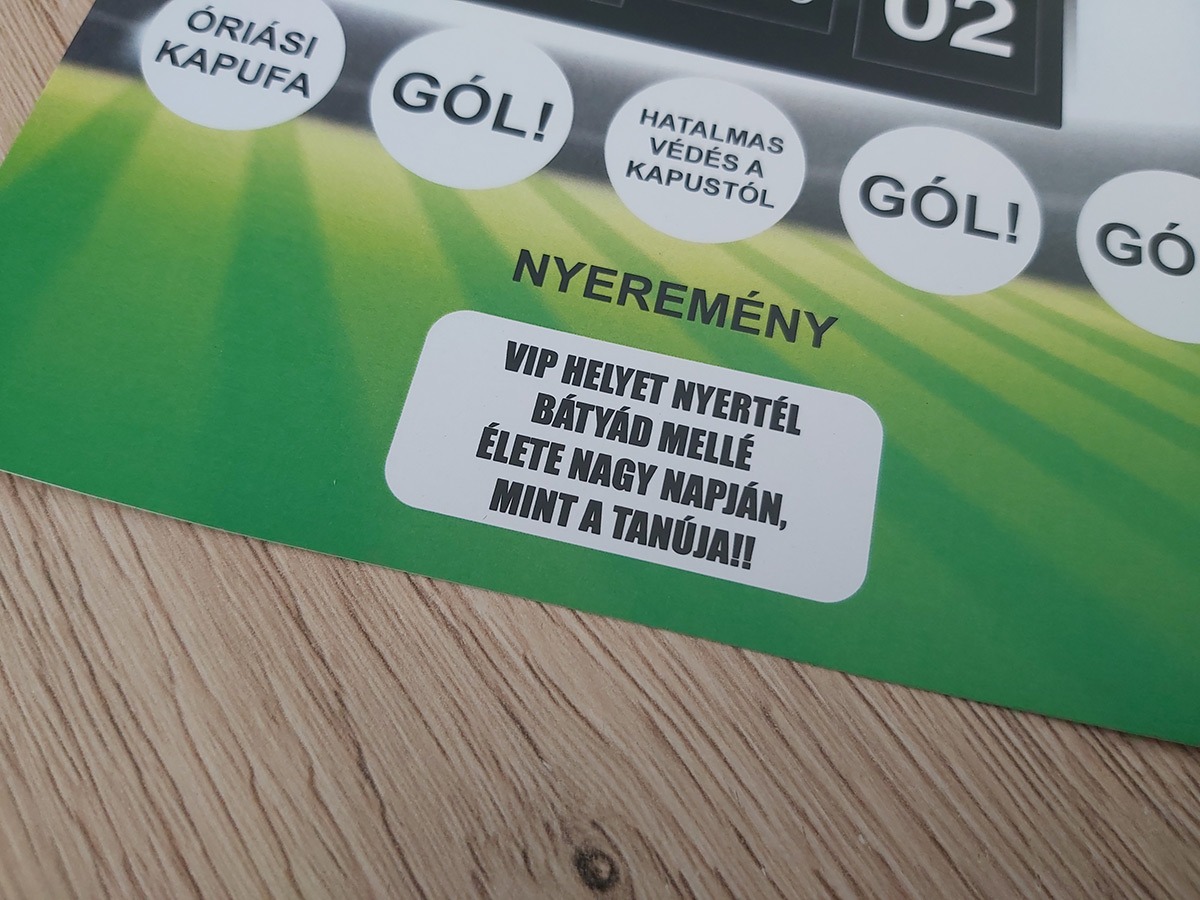 02
ÓRIÁSI
KAPUFA
GÓL!
HATALMAS
VÉDÉS A
KAPUSTÓL
GÓL!
GÓ
NYEREMÉNY
VIP HELYET NYERTÉL
BÁTYÁD MELLÉ
ÉLETE NAGY NAPJÁN,
MINT A TANÚJA!!